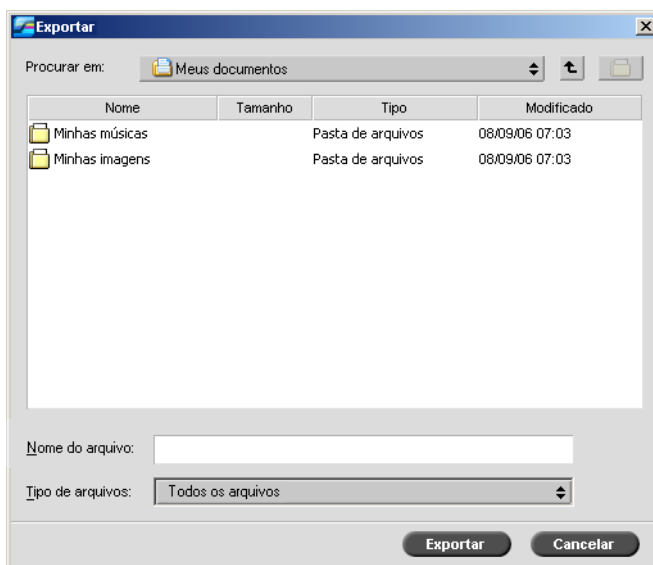 Exportar
Procurar em: Meus documentos
Nome Tamanho Tipo Modificado
Minhas músicas Pasta de arquivos 08/09/06 07:03
Minhas imagens Pasta de arquivos 08/09/06 07:03
Nome do arquivo:
Tipo de arquivos: Todos os arquivos
Exportar Cancelar